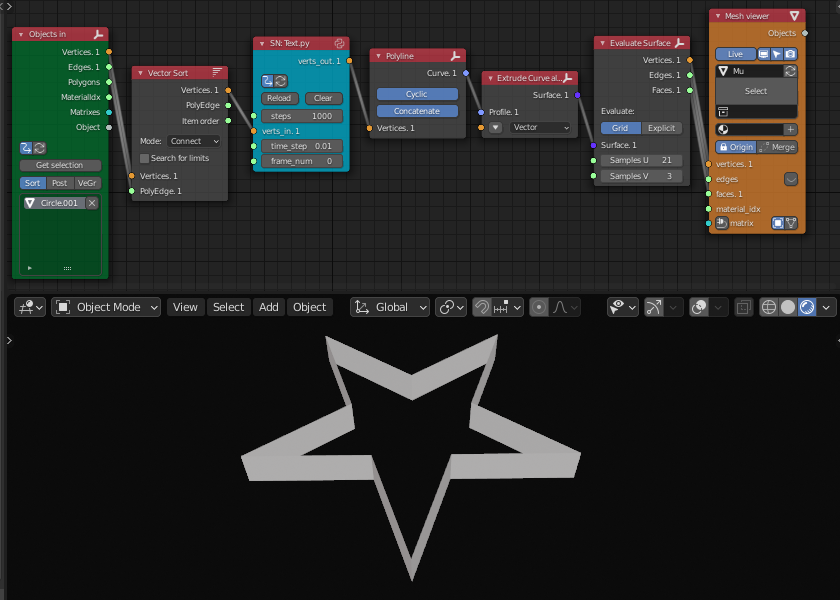 Objects in
Vertices. 1
Edges. 1
Polygons
MaterialIdx
Matrixes
Object
Get selection
Sort Post VeGr
Circle.001
Vector Sort
Vertices. 1
PolyEdge
Item order
Mode: Connect
Search for limits
Vertices. 1
PolyEdge. 1
SN: Text.py
verts_out. 1
Reload Clear
steps 1000
verts_in. 1
time_step 0.01
frame_num 0
Polyline
Curve. 1
Cyclic
Concatenate
Vertices. 1
Extrude Curve al...
Surface. 1
Profile. 1
Vector
Evaluate Surface
Vertices. 1
Edges. 1
Faces. 1
Evaluate:
Grid Explicit
Surface. 1
Samples U 21
Samples V 3
Mesh viewer
Objects
Live
Mu
Select
Origin Merge
vertices. 1
edges
faces. 1
material_idx
matrix
Object Mode View Select Add Object Global